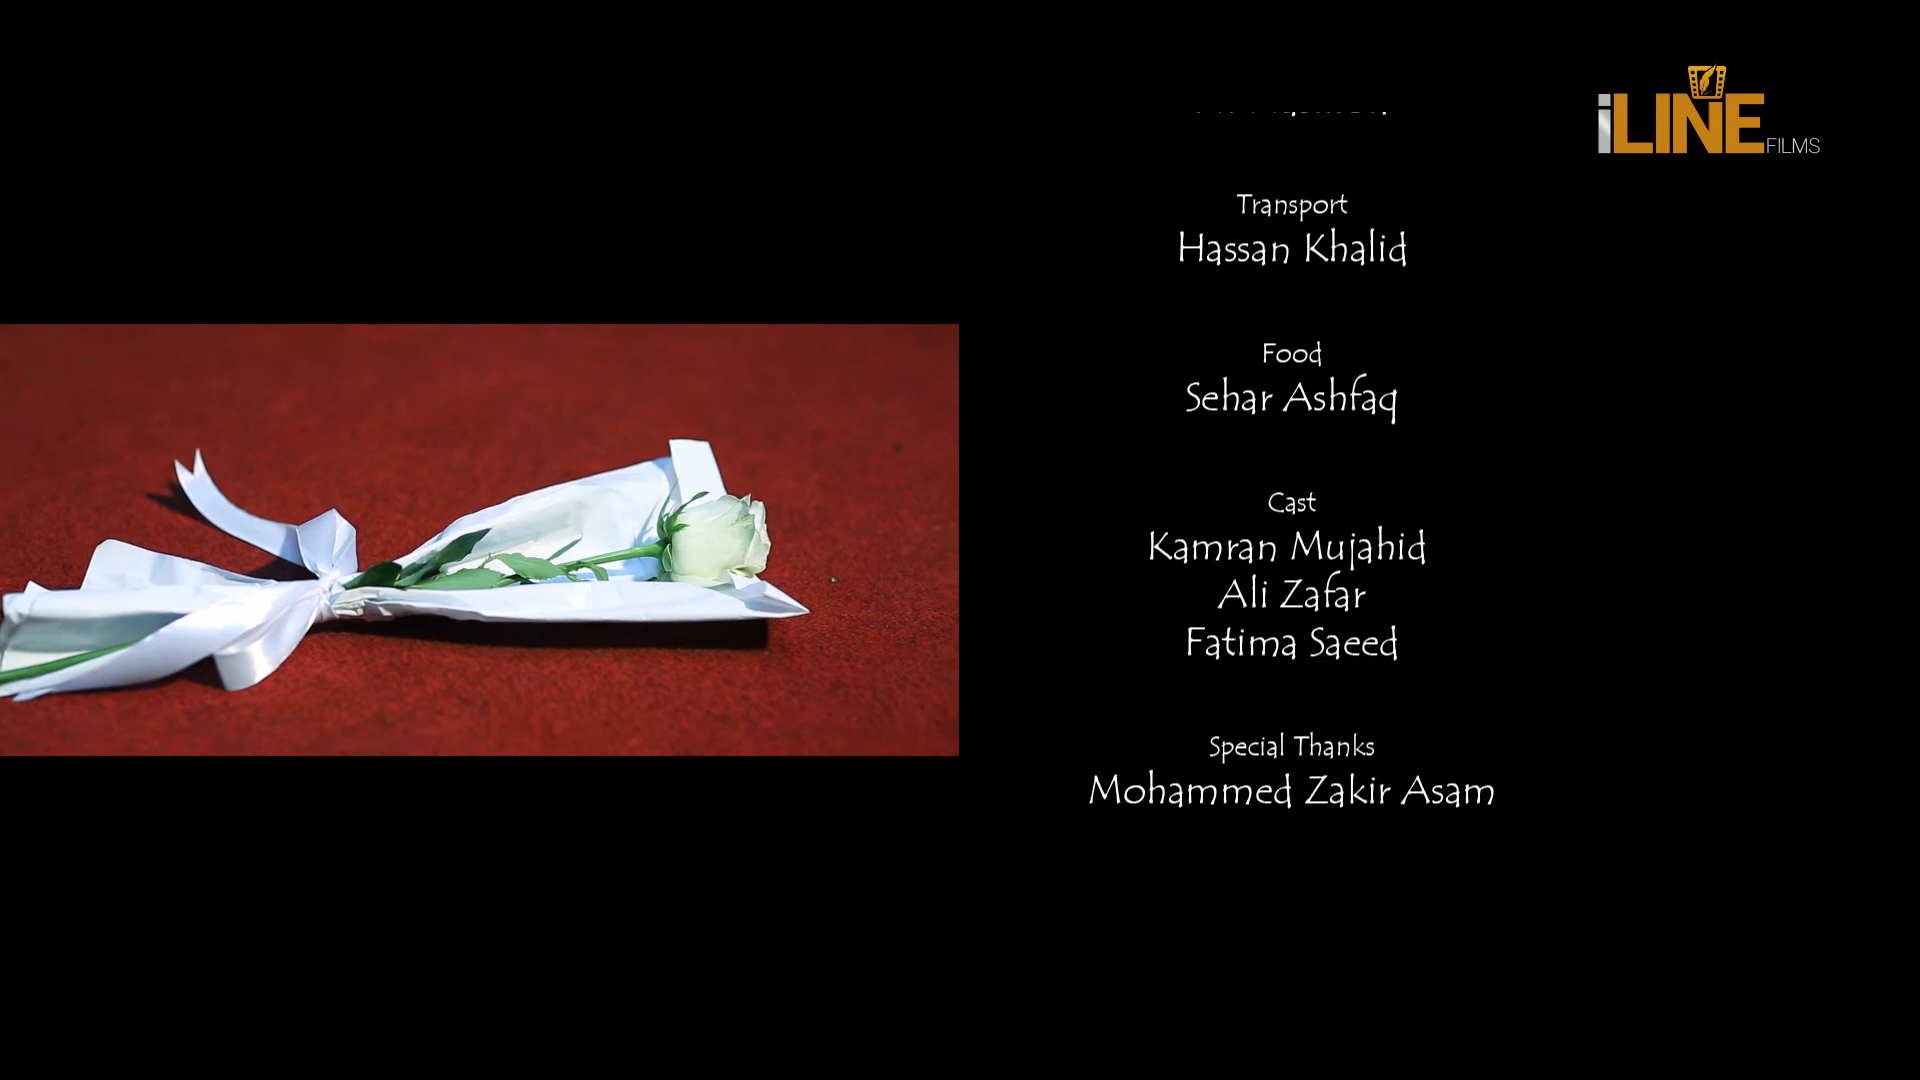 iLINE FILMS
Transport
Hassan Khalid
Food
Sehar Ashfaq
Cast
Kamran Mujahid
Ali Zafar
Fatima Saeed
Special Thanks
Mohammed Zakir Asam